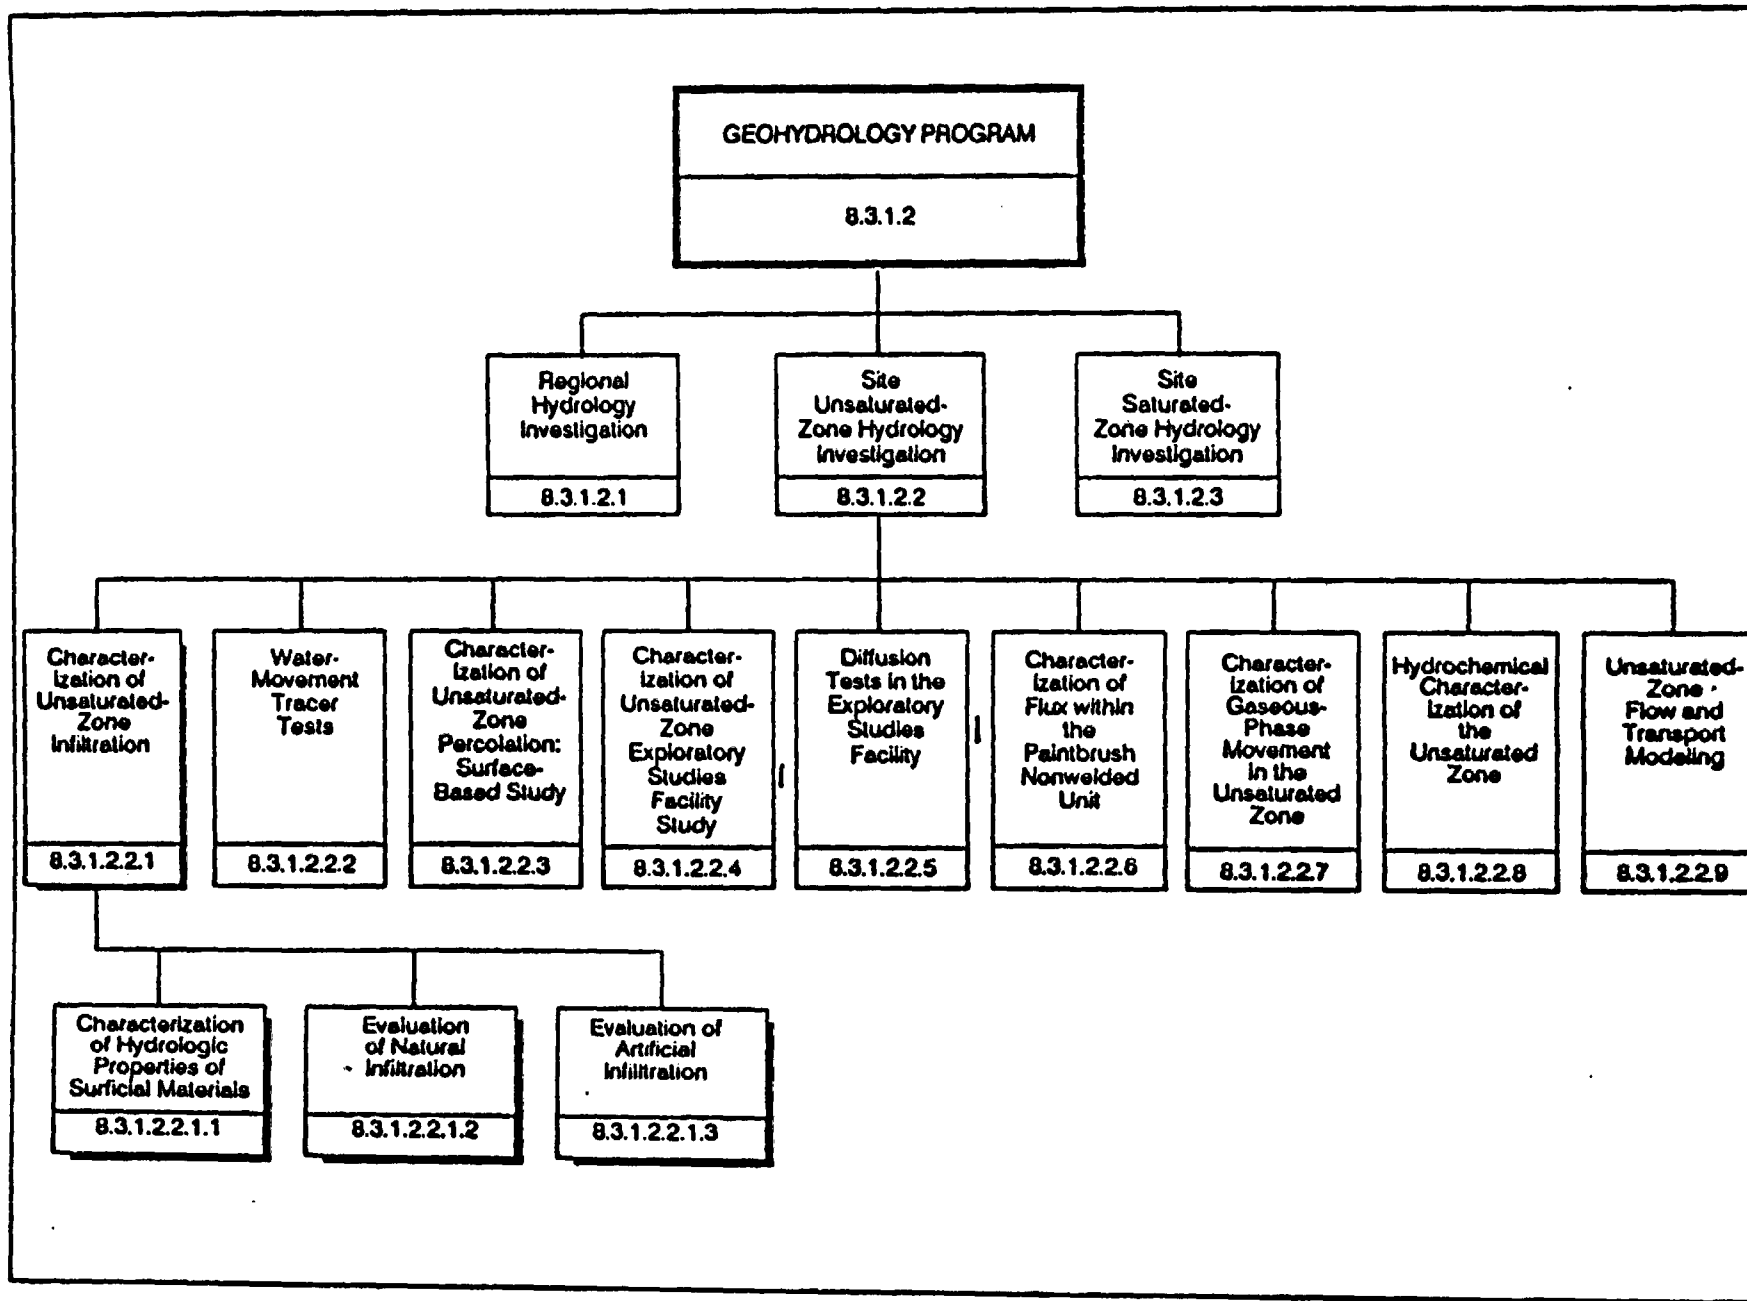 GEOHYDROLOGY PROGRAM
8.3.1.2
Regional
Hydrology
Investigation
8.3.1.2.1
Site
Unsaturated-
Zone Hydrology
Investigation
8.3.1.2.2
Site
Saturated-
Zone Hydrology
Investigation
8.3.1.2.3
Character-
ization of
Unsaturated-
Zone
Infiltration
8.3.1.2.2.1
Water-
Movement
Tracer
Tests
8.3.1.2.2.2
Character-
ization of
Unsaturated-
Zone
Percolation:
Surface-
Based Study
8.3.1.2.2.3
Character-
ization of
Unsaturated-
Zone
Exploratory
Studies
Facility
Study
8.3.1.2.2.4
Diffusion
Tests in the
Exploratory
Studies
Facility
8.3.1.2.2.5
Character-
ization of
Flux within
the
Paintbrush
Nonwelded
Unit
8.3.1.2.2.6
Character-
ization of
Gaseous-
Phase
Movement
in the
Unsaturated
Zone
8.3.1.2.2.7
Hydrochemical
Character-
ization of
the
Unsaturated
Zone
8.3.1.2.2.8
Unsaturated-
Zone
Flow and
Transport
Modeling
8.3.1.2.2.9
Characterization
of Hydrologic
Properties of
Surficial Materials
8.3.1.2.2.1.1
Evaluation
of Natural
Infiltration
8.3.1.2.2.1.2
Evaluation of
Artificial
Infiltration
8.3.1.2.2.1.3